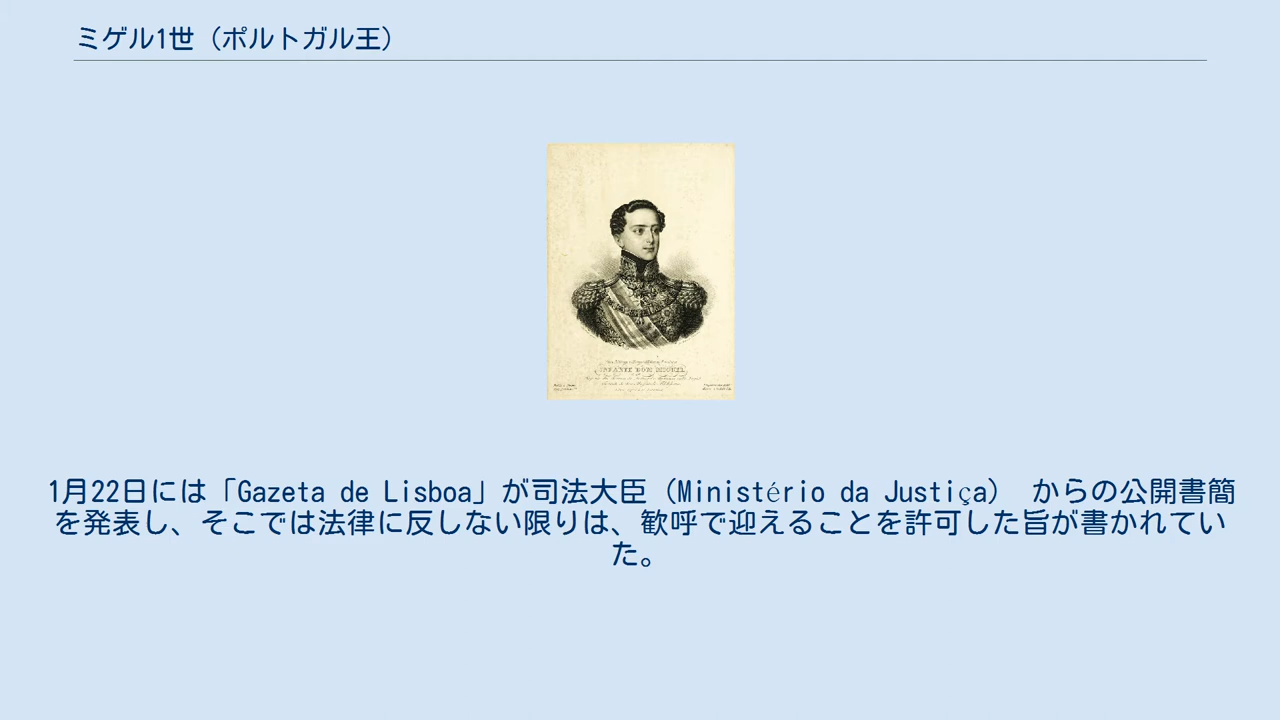 ミゲル1世（ポルトガル王）
INFANTE DOM MIGUEL
1月22日には「Gazeta de Lisboa」が司法大臣（Ministério da Justiça） からの公開書簡
を発表し、そこでは法律に反しない限りは、歓呼で迎えることを許可した旨が書かれてい
た。